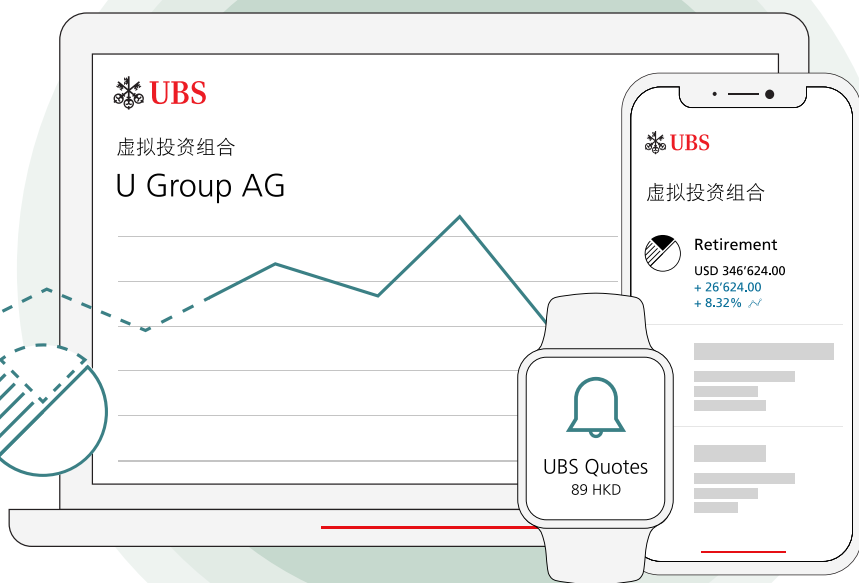 UBS
虚拟投资组合
U Group AG
UBS
虚拟投资组合
Retirement
USD 346’624.00
+ 26’624.00
+ 8.32%
UBS Quotes
89 HKD